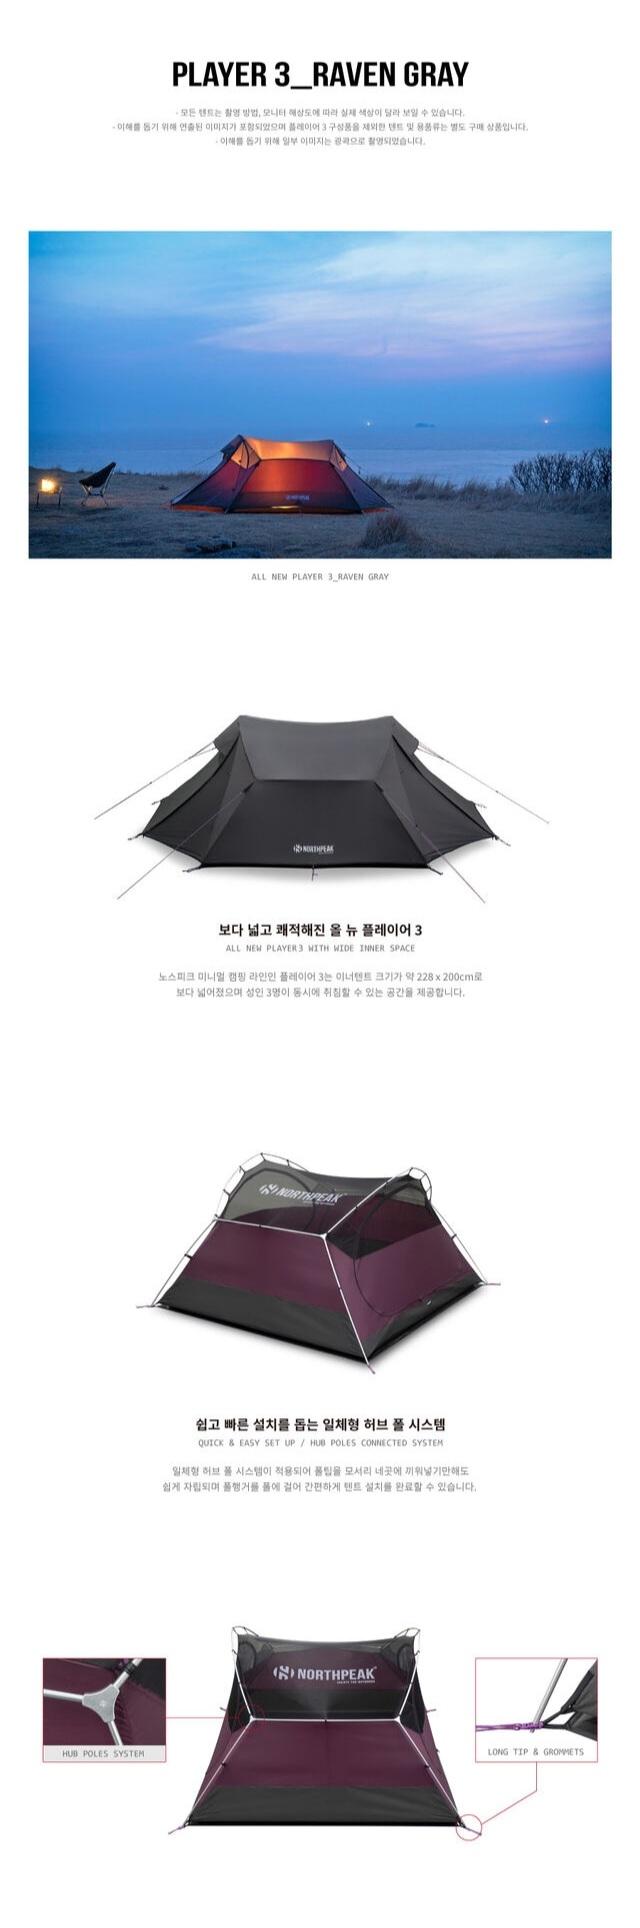 PLAYER 3_RAVEN GRAY
- 모든 텐트는 촬영 방법, 모니터 해상도에 따라 실제 색상이 달라 보일 수 있습니다.
- 이해를 돕기 위해 연출된 이미지가 포함되었으며 플레이어 3 구성품을 제외한 텐트 및 용품류는 별도 구매 상품입니다.
- 이해를 돕기 위해 일부 이미지는 광곽으로 촬영되었습니다.
NORTHPEAK
ALL NEW PLAYER 3_RAVEN GRAY
NORTHPEAK
보다 넓고 쾌적해진 올 뉴 플레이어 3
ALL NEW PLAYER3 WITH WIDE INNER SPACE
노스피크 미니멀 캠핑 라인인 플레이어 3는 이너텐트 크기가 약 228 x 200cm로
보다 넓어졌으며 성인 3명이 동시에 취침할 수 있는 공간을 제공합니다.
NORTHPEAK
쉽고 빠른 설치를 돕는 일체형 허브 폴 시스템
QUICK & EASY SET UP / HUB POLES CONNECTED SYSTEM
일체형 허브 폴 시스템이 적용되어 폴팁을 모서리 네곳에 끼워넣기만해도
쉽게 자립되며 폴행거를 폴에 걸어 간편하게 텐트 설치를 완료할 수 있습니다.
NORTHPEAK
HUB POLES SYSTEM
LONG TIP & GROMMETS